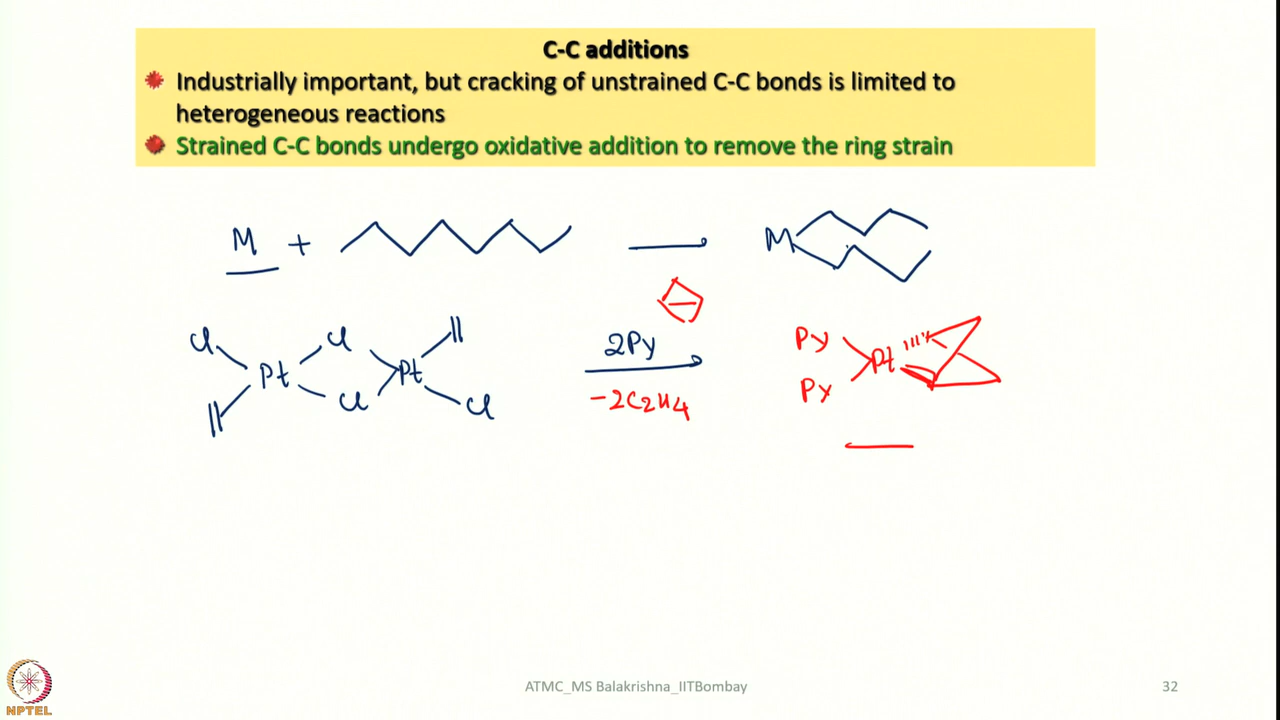 C-C additions
Industrially important, but cracking of unstrained C-C bonds is limited to
heterogeneous reactions
Strained C-C bonds undergo oxidative addition to remove the ring strain
M + M
Cl Cl
Pt Pt
Cl Cl
2Py
-2C2H4
Py
Pt
Py
ATMC_MS Balakrishna_IITBombay 32
NPTEL